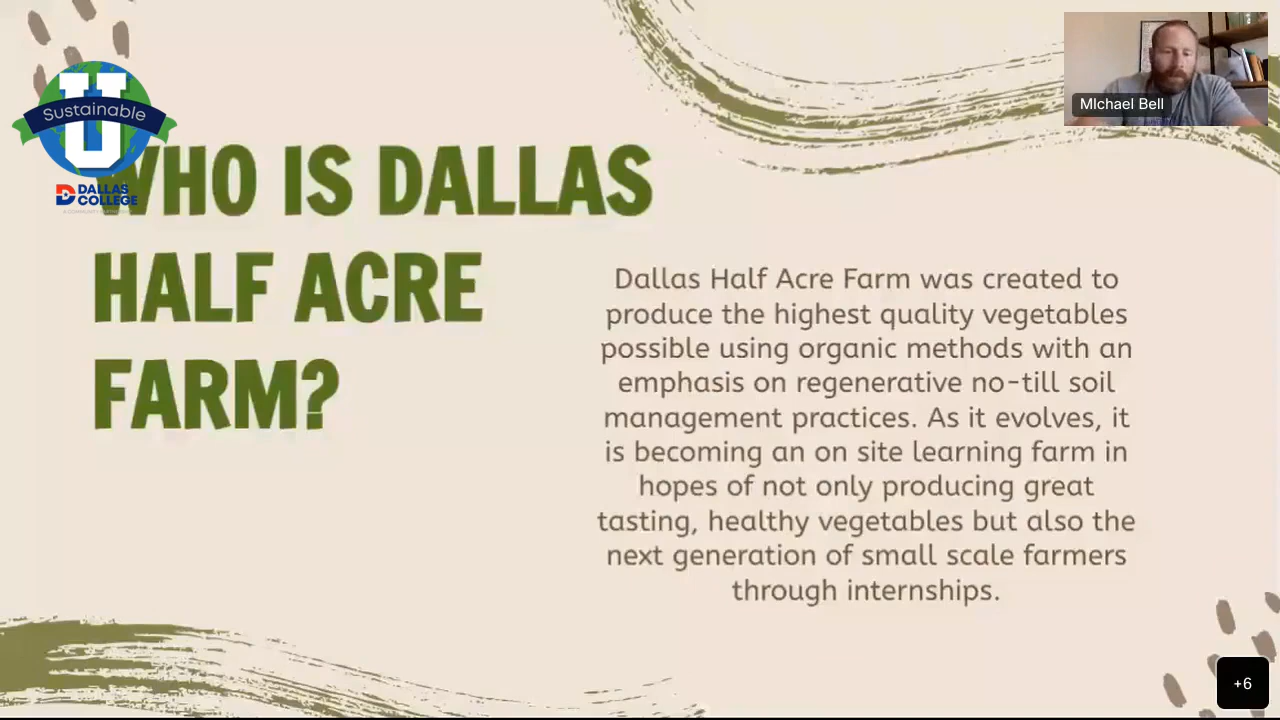 U
Sustainable
DALLAS
COLLEGE
WHO IS DALLAS
HALF ACRE
FARM?
MIchael Bell
Dallas Half Acre Farm was created to
produce the highest quality vegetables
possible using organic methods with an
emphasis on regenerative no-till soil
management practices. As it evolves, it
is becoming an on site learning farm in
hopes of not only producing great
tasting, healthy vegetables but also the
next generation of small scale farmers
through internships.
+6